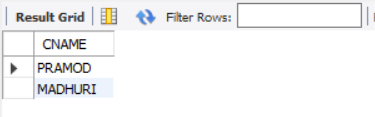 Result Grid Filter Rows:
CNAME
PRAMOD
MADHURI